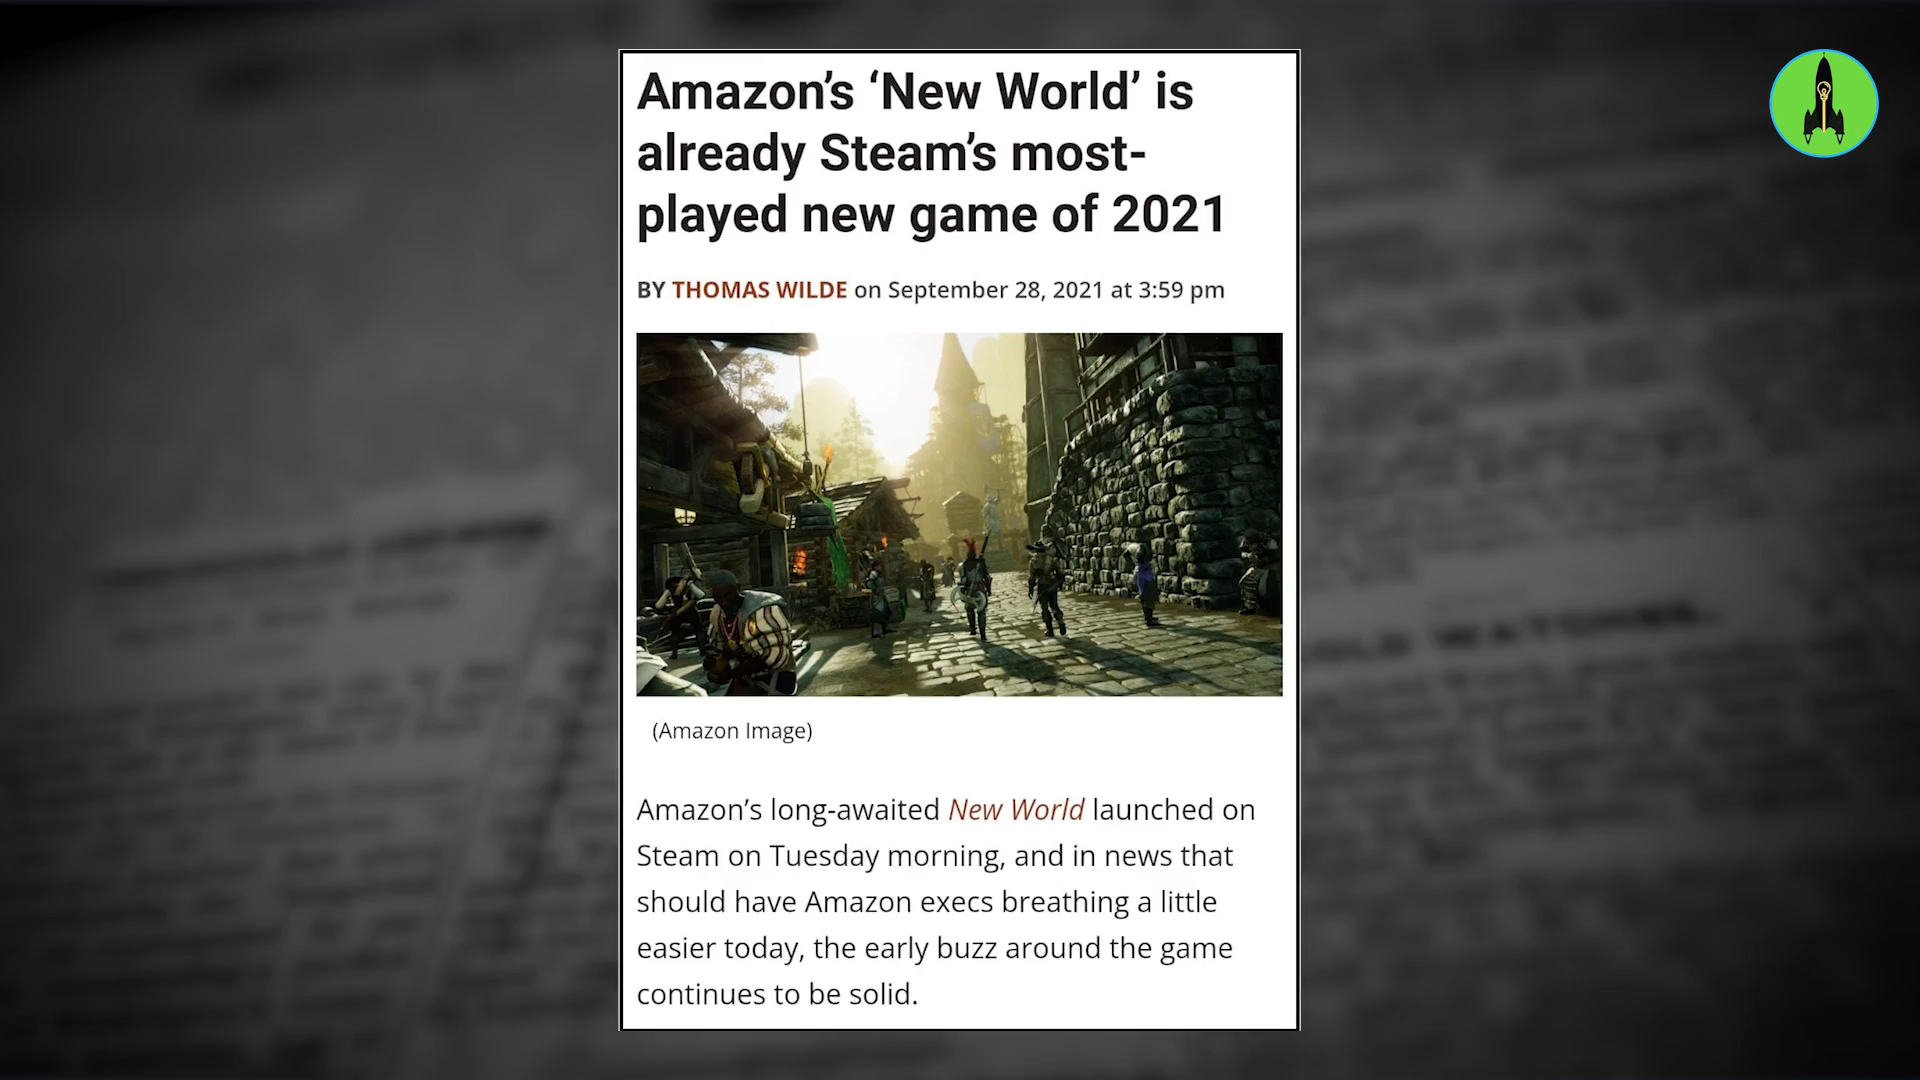 Amazon’s ‘New World’ is
already Steam’s most-
played new game of 2021
BY THOMAS WILDE on September 28, 2021 at 3:59 pm
(Amazon Image)
Amazon’s long-awaited New World launched on
Steam on Tuesday morning, and in news that
should have Amazon execs breathing a little
easier today, the early buzz around the game
continues to be solid.